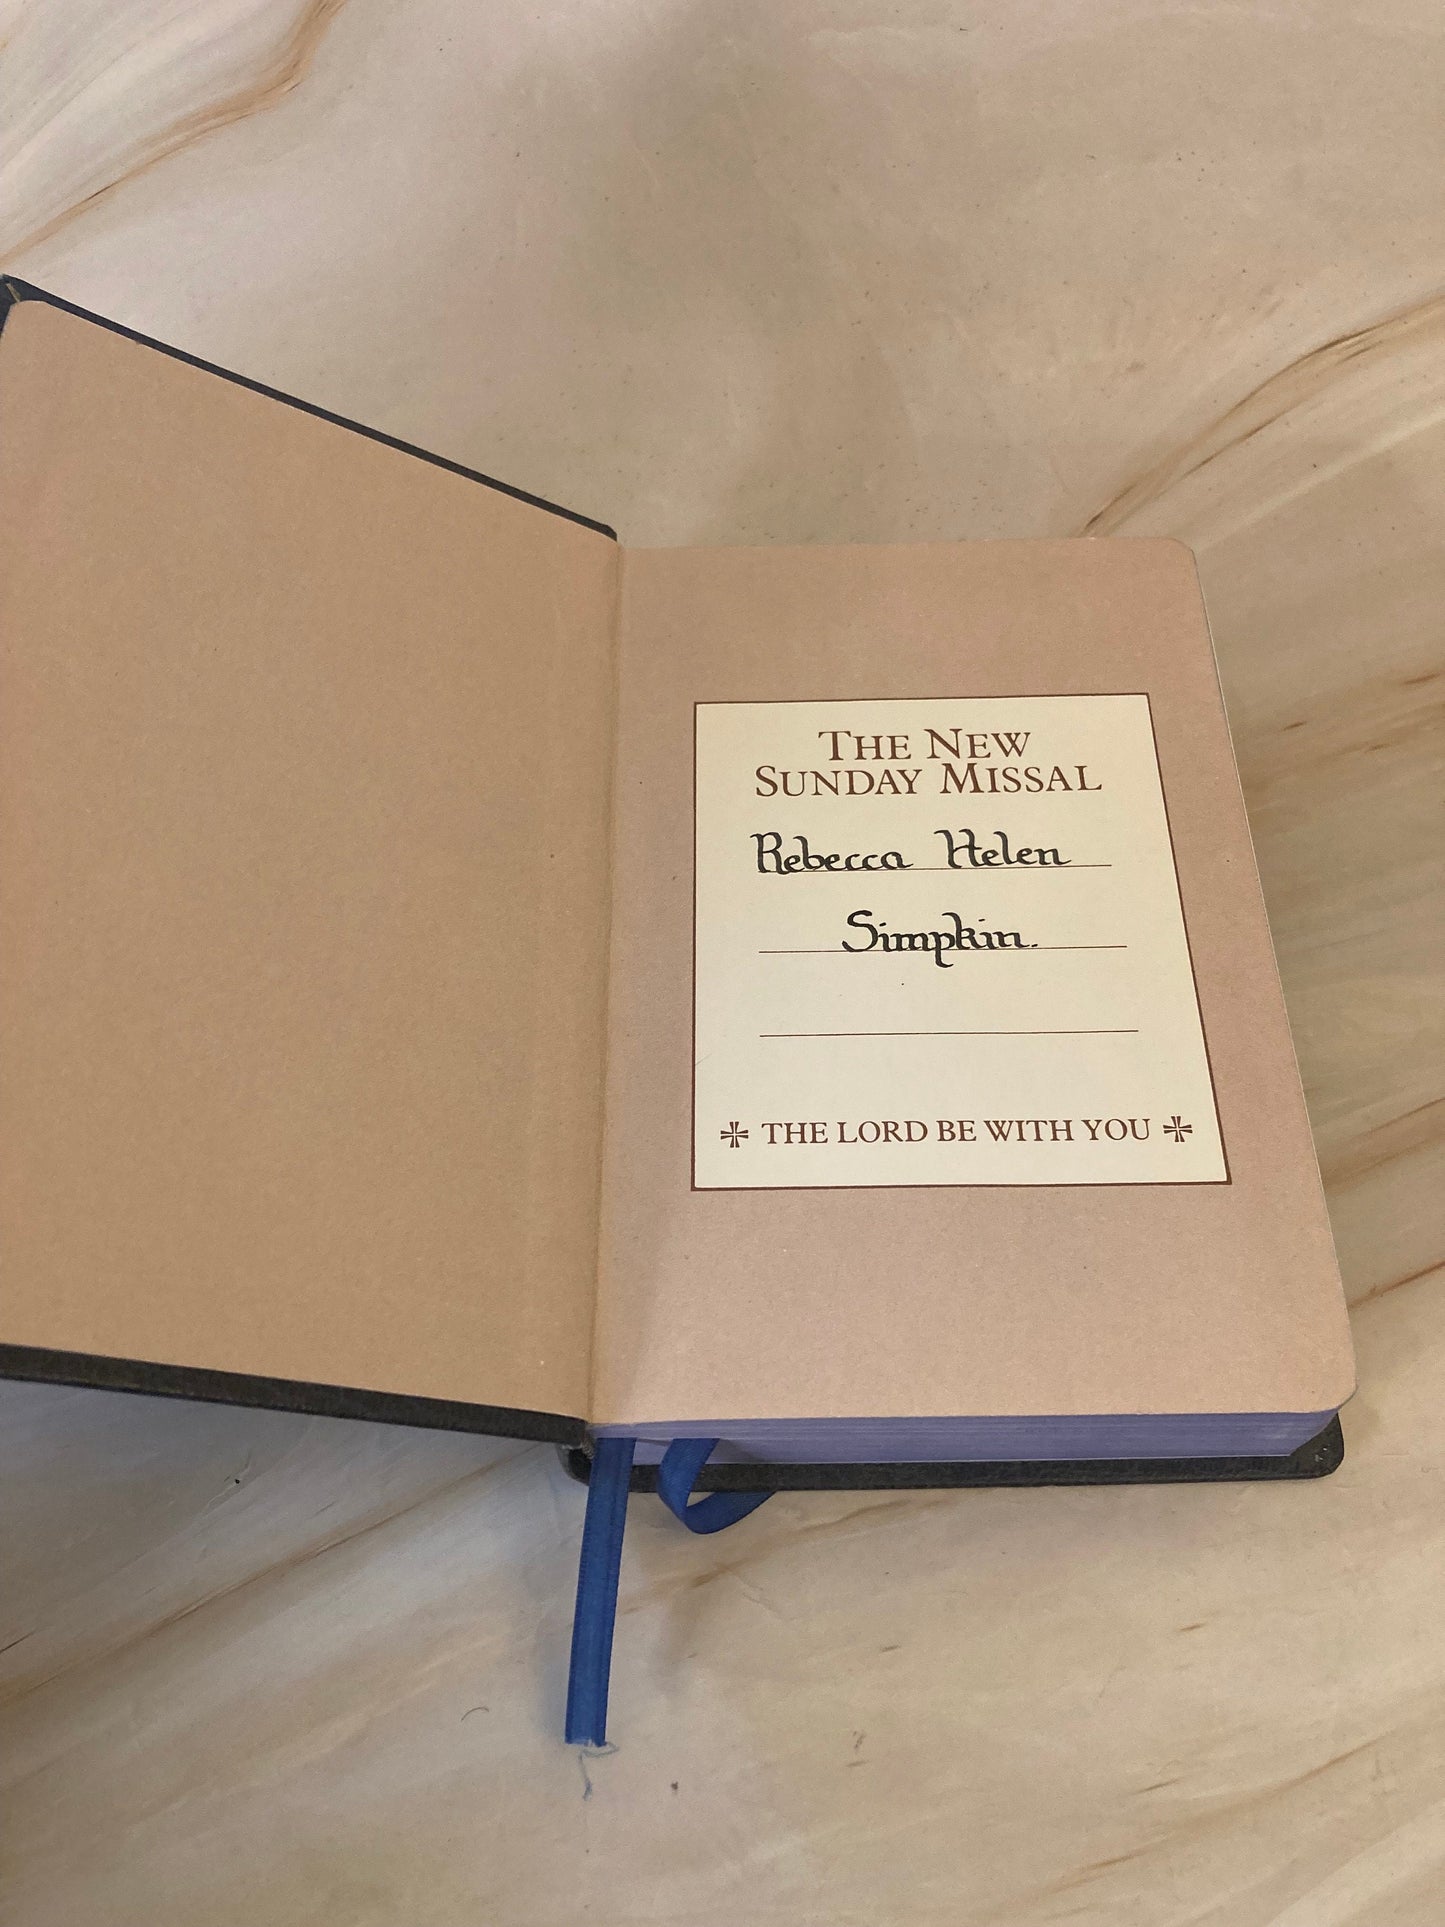 THE NEW
SUNDAY MISSAL
Rebecca Helen
Simpkin.
THE LORD BE WITH YOU